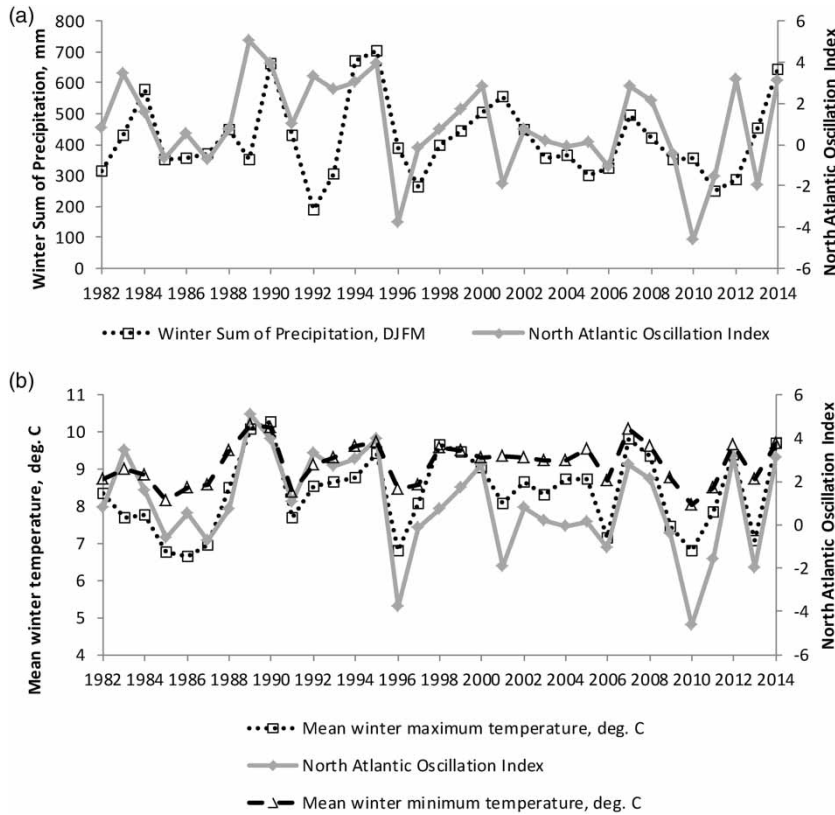 (a)
800
700
600
500
400
300
200
100
0
Winter Sum of Precipitation, mm
6
4
2
0
-2
-4
-6
North Atlantic Oscillation Index
1982 1984 1986 1988 1990 1992 1994 1996 1998 2000 2002 2004 2006 2008 2010 2012 2014
Winter Sum of Precipitation, DJFM North Atlantic Oscillation Index
(b)
11
10
9
8
7
6
5
4
Mean winter temperature, deg. C
6
4
2
0
-2
-4
-6
North Atlantic Oscillation Index
1982 1984 1986 1988 1990 1992 1994 1996 1998 2000 2002 2004 2006 2008 2010 2012 2014
Mean winter maximum temperature, deg. C
North Atlantic Oscillation Index
Mean winter minimum temperature, deg. C